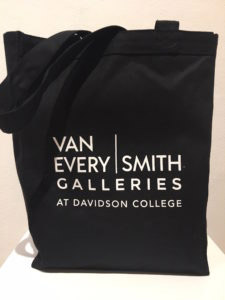 VAN
EVERY | SMITH
GALLERIES
AT DAVIDSON COLLEGE